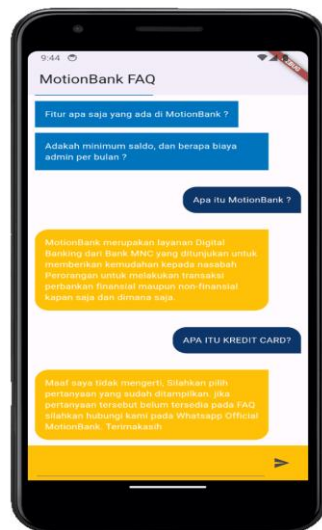 9:44
DEBUG
MotionBank FAQ
Fitur apa saja yang ada di MotionBank ?
Adakah minimum saldo, dan berapa biaya
admin per bulan ?
Apa itu MotionBank ?
MotionBank merupakan layanan Digital
Banking dari Bank MNC yang ditunjukan untuk
memberikan kemudahan kepada nasabah
Perorangan untuk melakukan transaksi
perbankan finansial maupun non-finansial
kapan saja dan dimana saja.
APA ITU KREDIT CARD?
Maaf saya tidak mengerti, Silahkan pilih
pertanyaan yang sudah ditampilkan. jika
pertanyaan tersebut belum tersedia pada FAQ
silahkan hubungi kami pada Whatsapp Official
MotionBank. Terimakasih